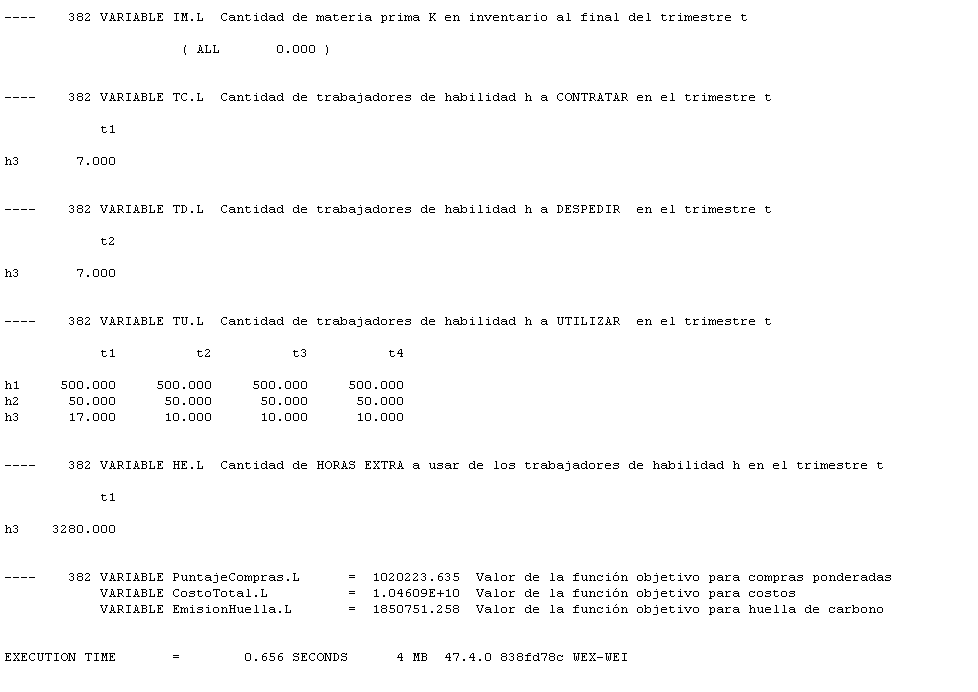 ---- 382 VARIABLE IM.L Cantidad de materia prima K en inventario al final del trimestre t
( ALL 0.000 )
---- 382 VARIABLE TC.L Cantidad de trabajadores de habilidad h a CONTRATAR en el trimestre t
t1
h3 7.000
---- 382 VARIABLE TD.L Cantidad de trabajadores de habilidad h a DESPEDIR en el trimestre t
t2
h3 7.000
---- 382 VARIABLE TU.L Cantidad de trabajadores de habilidad h a UTILIZAR en el trimestre t
t1 t2 t3 t4
h1 500.000 500.000 500.000 500.000
h2 50.000 50.000 50.000 50.000
h3 17.000 10.000 10.000 10.000
---- 382 VARIABLE HE.L Cantidad de HORAS EXTRA a usar de los trabajadores de habilidad h en el trimestre t
t1
h3 3280.000
---- 382 VARIABLE PuntajeCompras.L = 1020223.635 Valor de la función objetivo para compras ponderadas
VARIABLE CostoTotal.L = 1.04609E+10 Valor de la función objetivo para costos
VARIABLE EmisionHuella.L = 1850751.258 Valor de la función objetivo para huella de carbono
EXECUTION TIME = 0.656 SECONDS 4 MB 47.4.0 838fd78c WEX-WEI